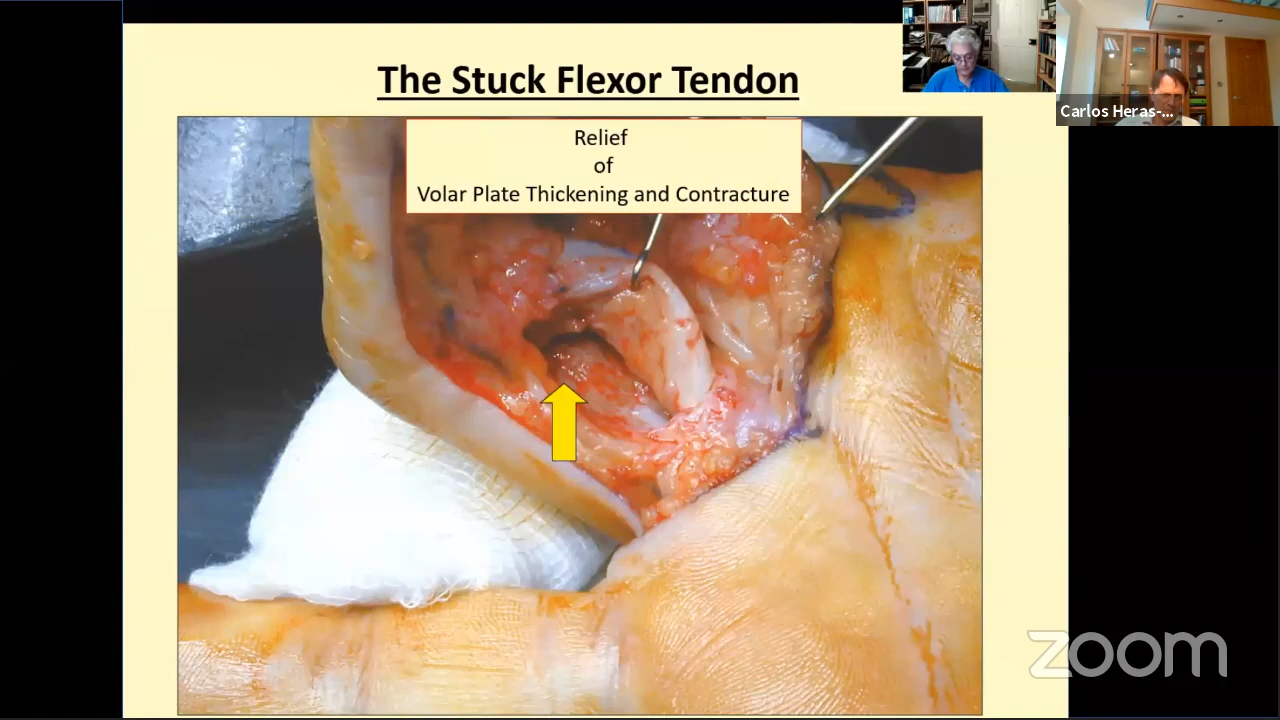 The Stuck Flexor Tendon
Relief
of
Volar Plate Thickening and Contracture
Carlos Heras-...
zoom